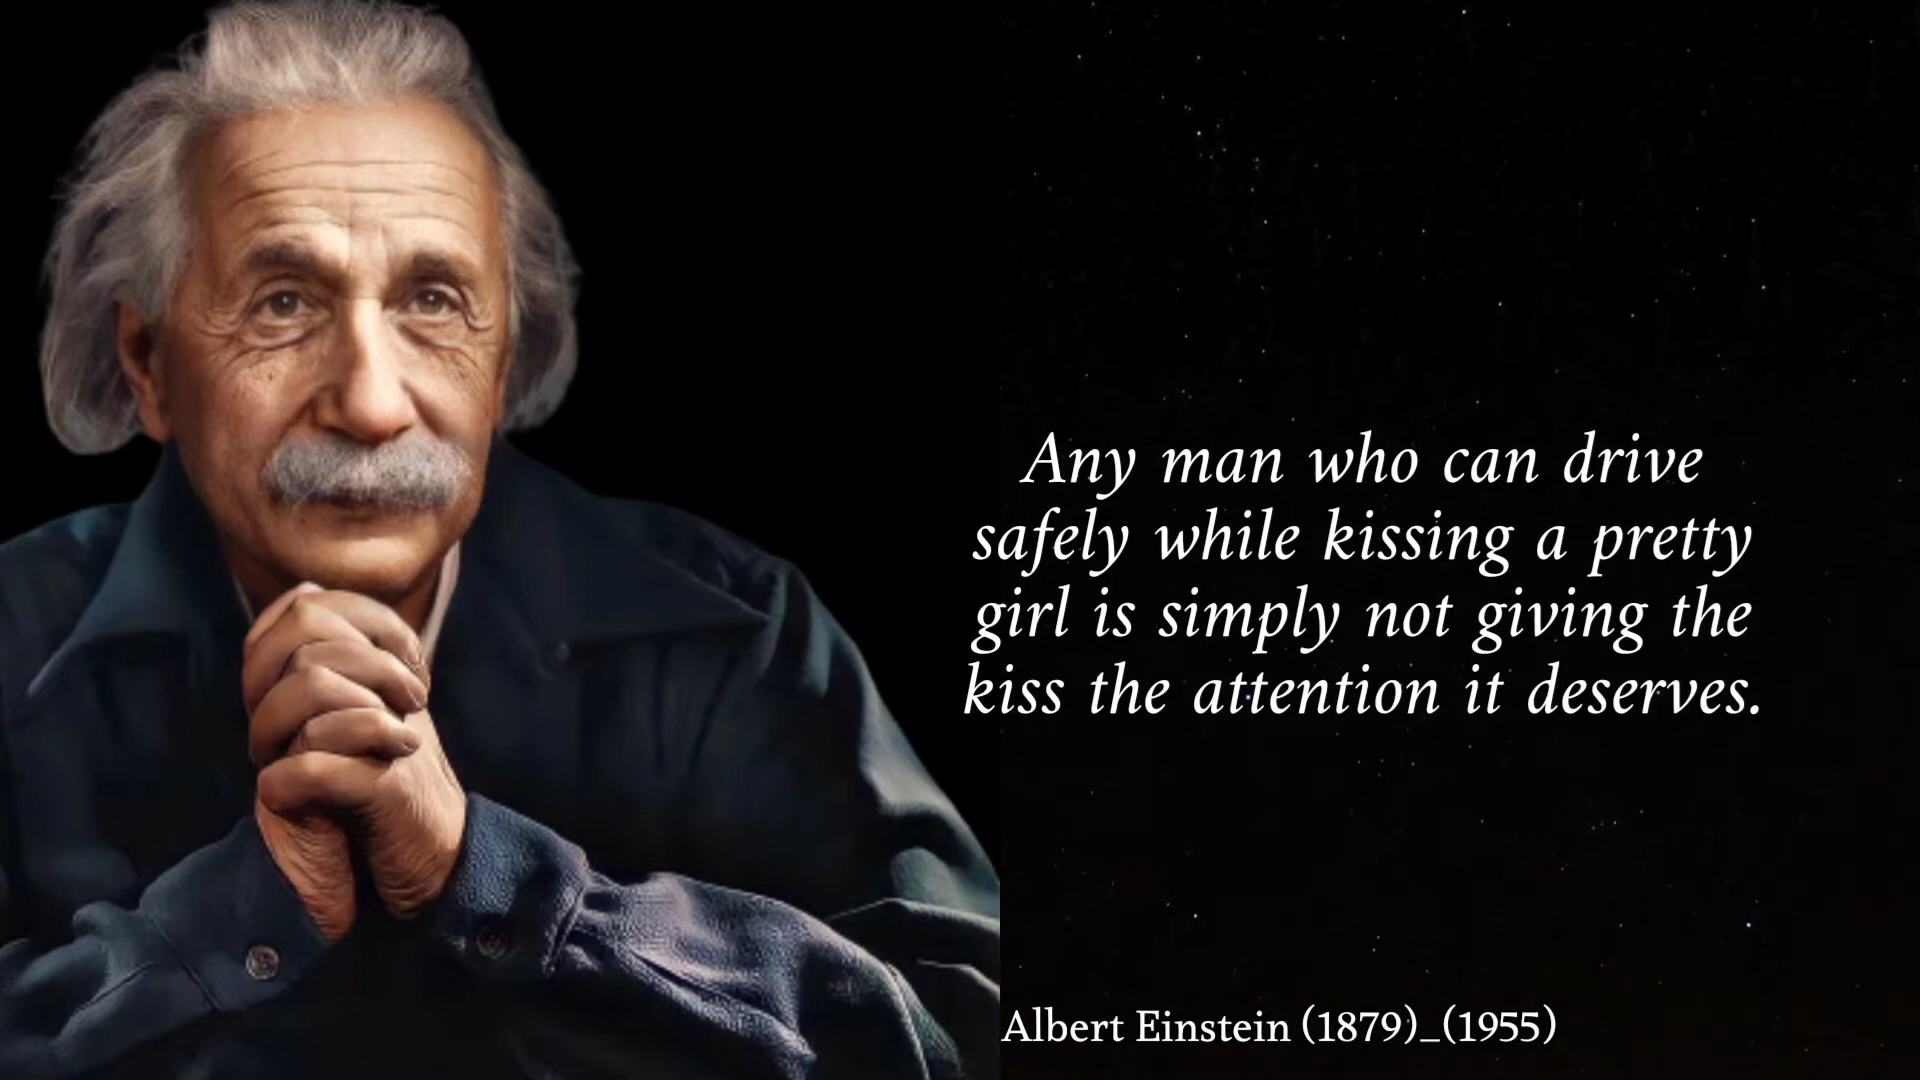 Any man who can drive
safely while kissing a pretty
girl is simply not giving the
kiss the attention it deserves.
Albert Einstein (1879)_(1955)